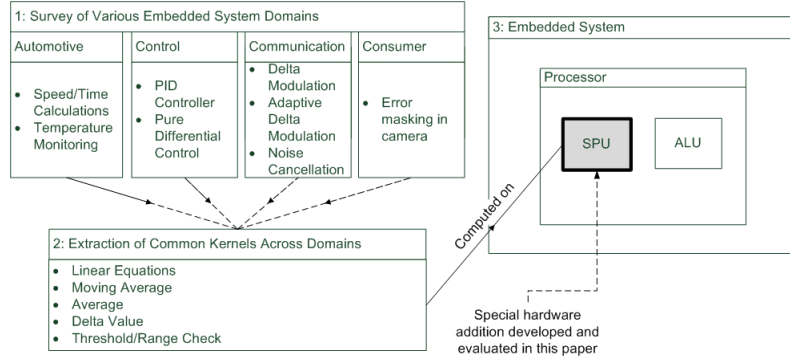 1: Survey of Various Embedded System Domains
Automotive
Speed/Time
Calculations
Temperature
Monitoring
Control
PID
Controller
Pure
Differential
Control
Communication
Delta
Modulation
Adaptive
Delta
Modulation
Noise
Cancellation
Consumer
Error
masking in
camera
2: Extraction of Common Kernels Across Domains
Linear Equations
Moving Average
Average
Delta Value
Threshold/Range Check
Computed on
3: Embedded System
Processor
SPU
ALU
Special hardware
addition developed and
evaluated in this paper